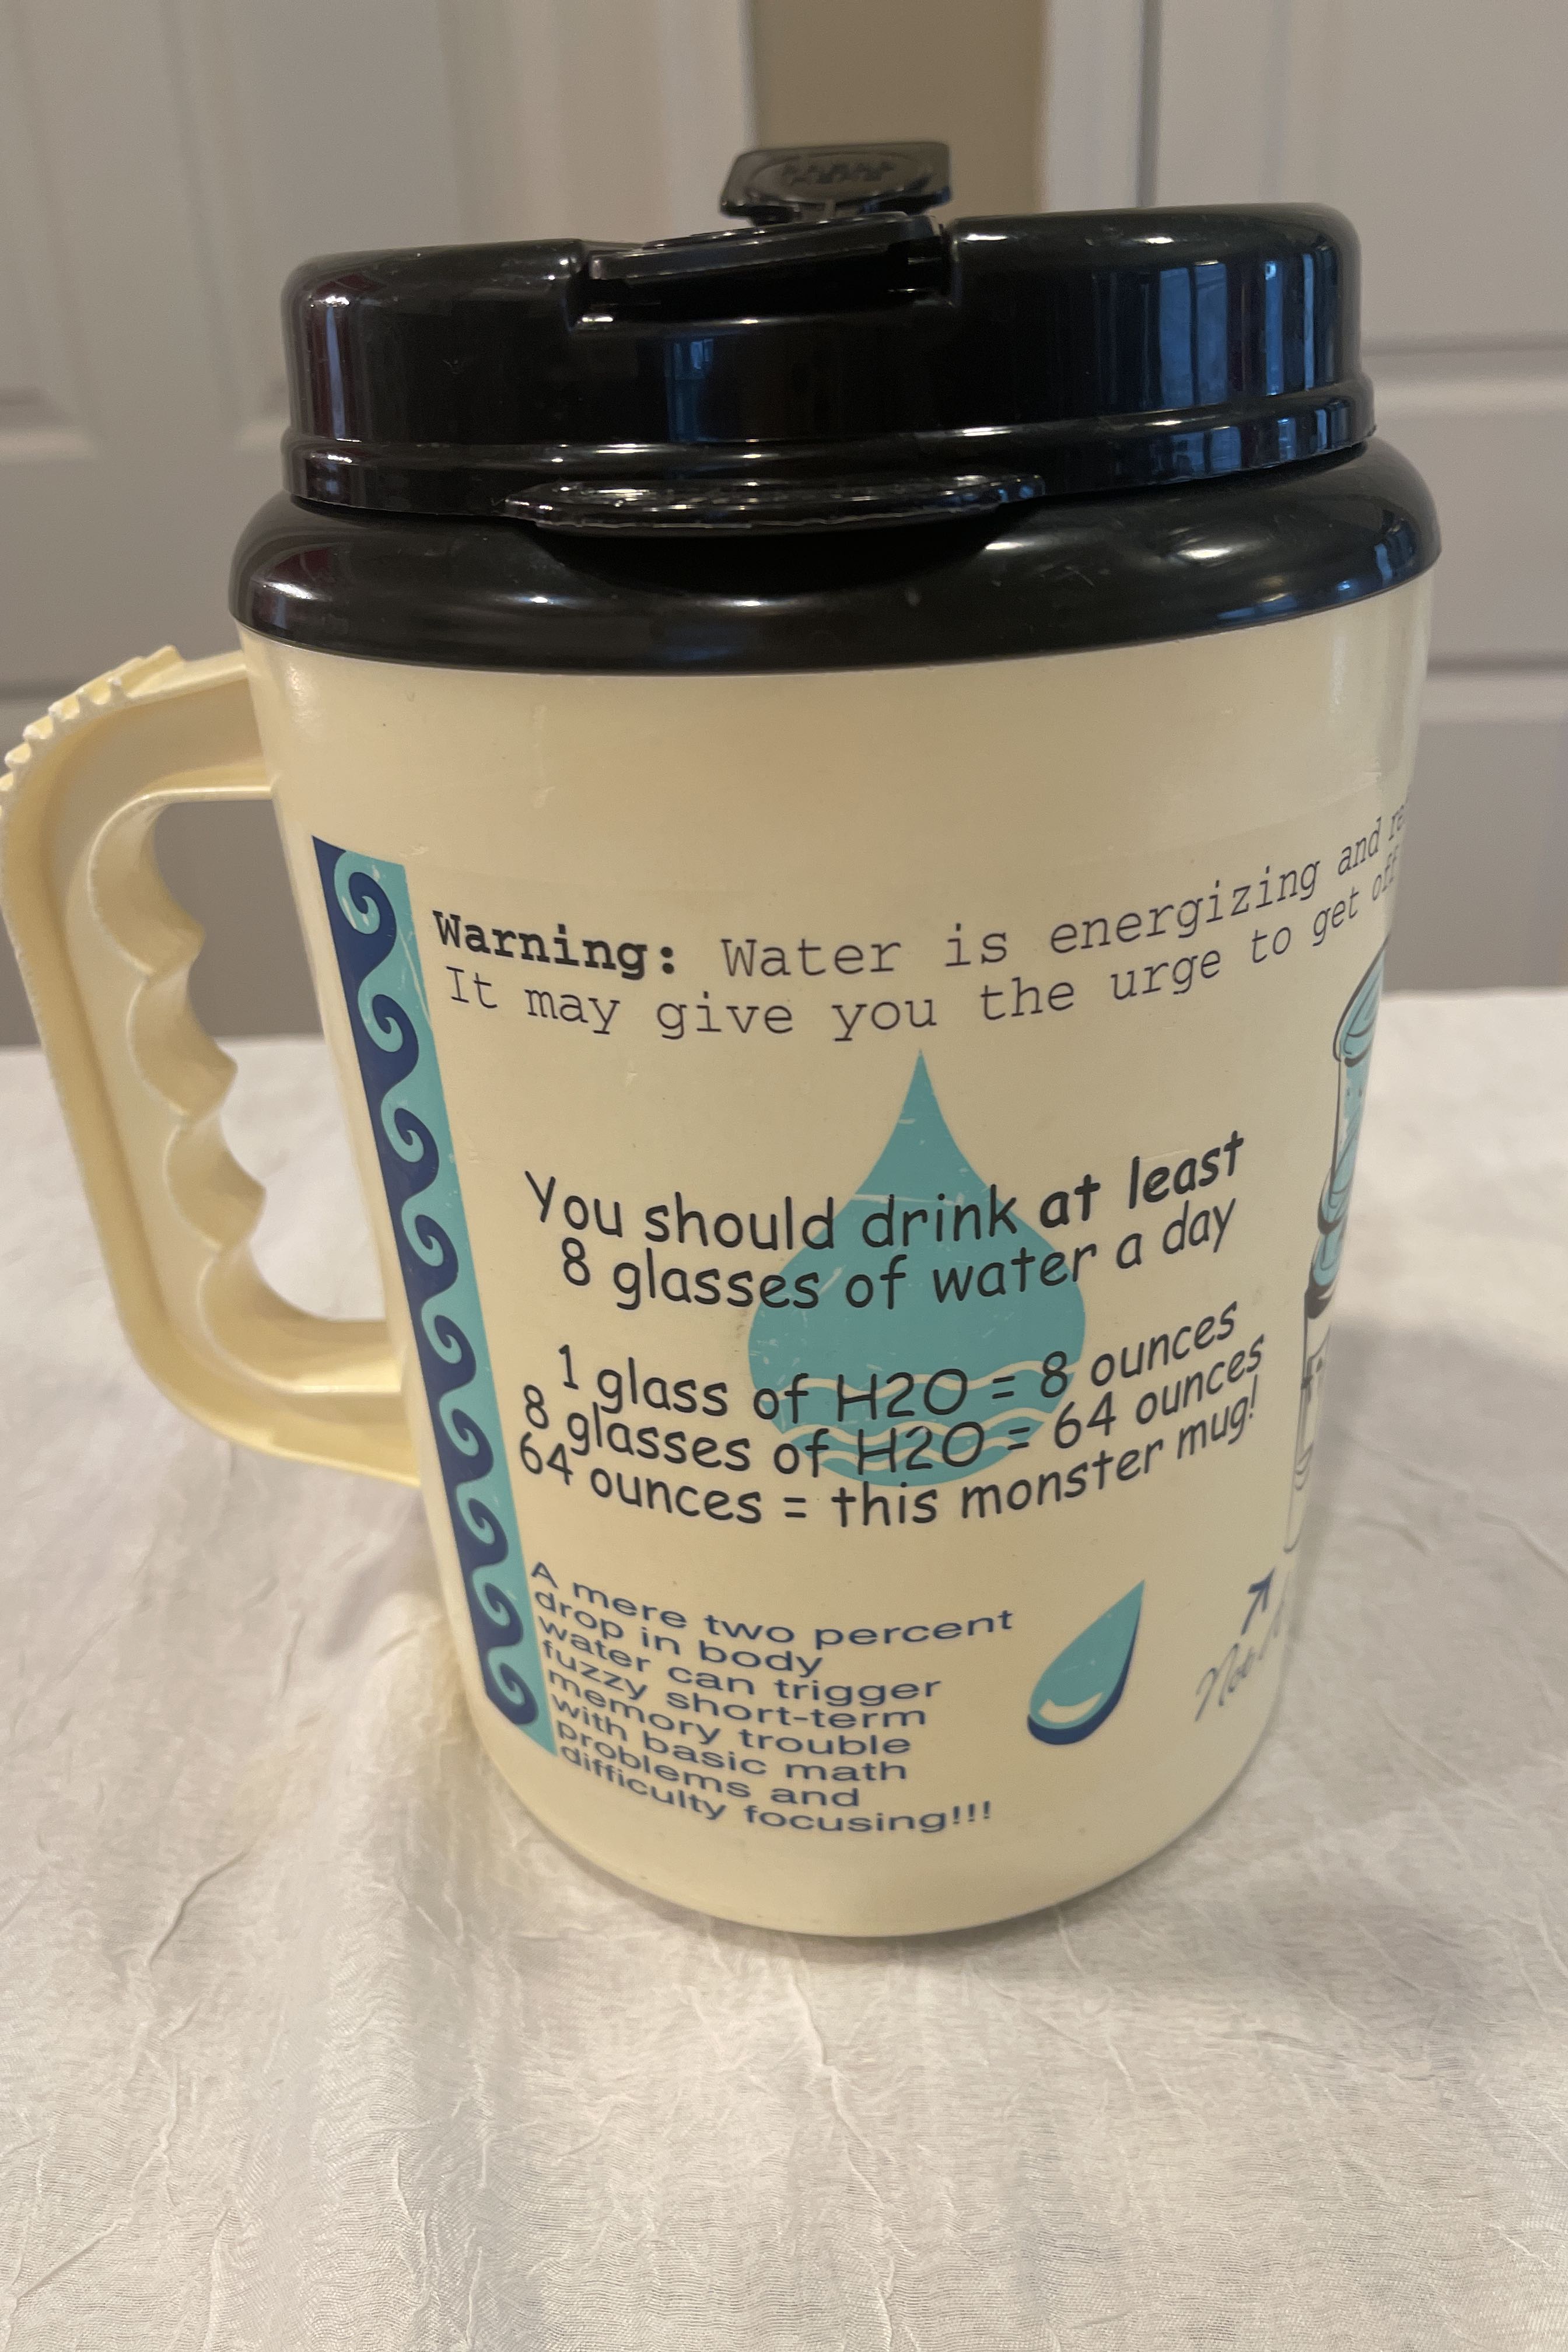 Warning: Water is energizing and
It may give you the urge to get off
You should drink at least
8 glasses of water a day
1 glass of H2O = 8 ounces
8 glasses of H2O = 64 ounces
64 ounces = this monster mug!
A mere two percent
drop in body
water can trigger
fuzzy short-term
memory trouble
with basic math
problems and
difficulty focusing!!!
Not